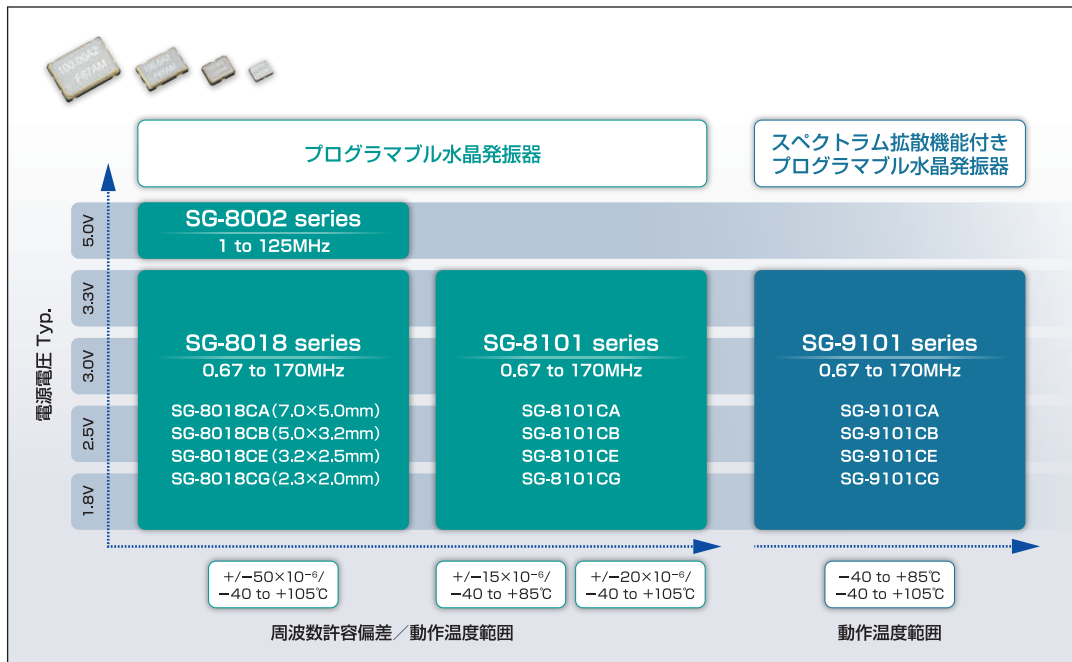 100.00A2
F67AM
プログラマブル水晶発振器
スペクトラム拡散機能付き
プログラマブル水晶発振器
電源電圧 Typ.
5.0V
3.3V
3.0V
2.5V
1.8V
SG-8002 series
1 to 125MHz
SG-8018 series
0.67 to 170MHz
SG-8018CA(7.0×5.0mm)
SG-8018CB(5.0×3.2mm)
SG-8018CE(3.2×2.5mm)
SG-8018CG(2.3×2.0mm)
SG-8101 series
0.67 to 170MHz
SG-8101CA
SG-8101CB
SG-8101CE
SG-8101CG
SG-9101 series
0.67 to 170MHz
SG-9101CA
SG-9101CB
SG-9101CE
SG-9101CG
+/−50×10⁻⁶/
−40 to +105℃
+/−15×10⁻⁶/
−40 to +85℃
+/−20×10⁻⁶/
−40 to +105℃
−40 to +85℃
−40 to +105℃
周波数許容偏差／動作温度範囲
動作温度範囲